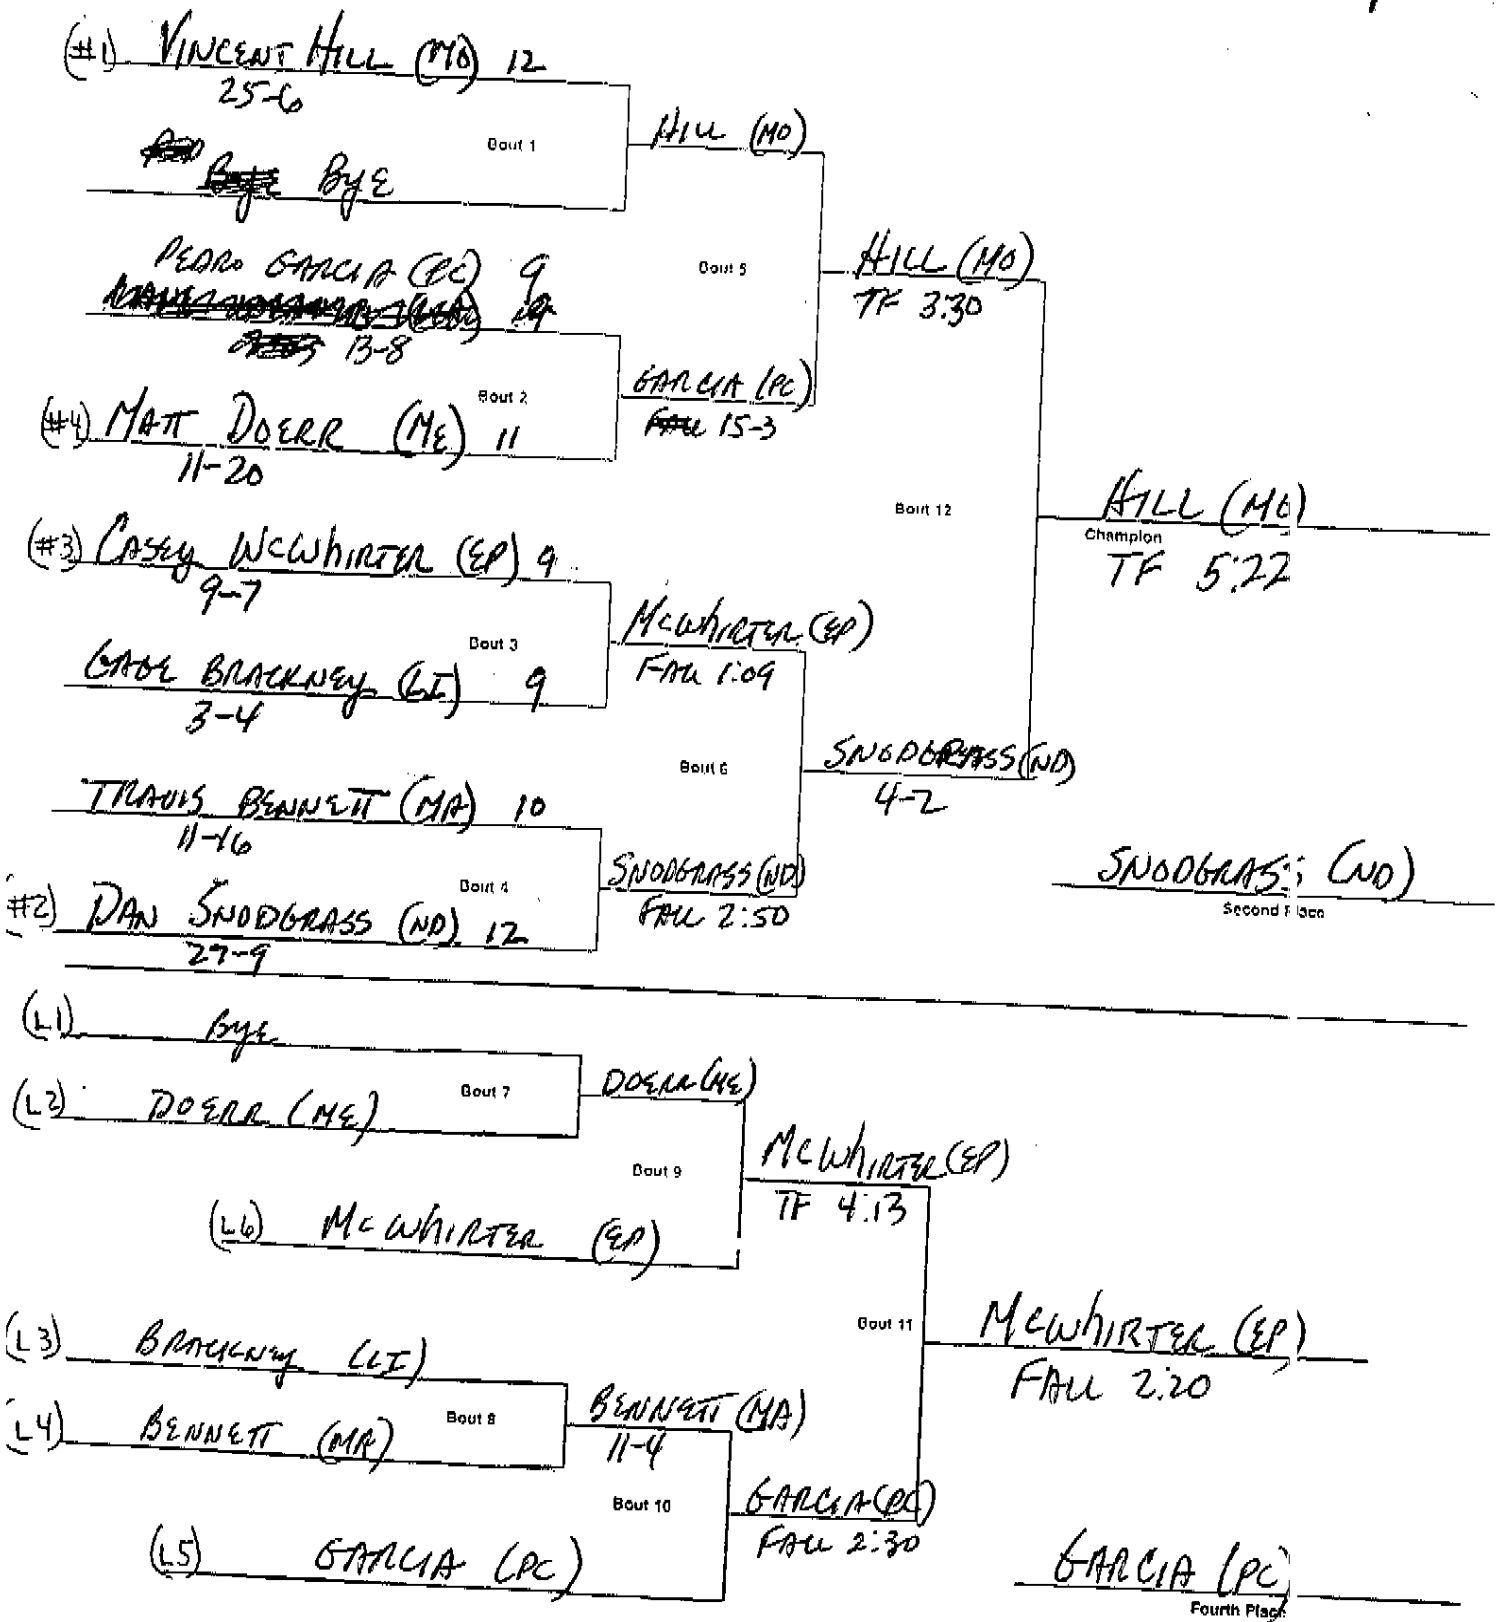 (#1) VINCENT HILL (MO) 12
25-6
Bout 1
HILL (MO)
Bye
PEDRO GARCIA (PC) 9
13-8
Bout 5
HILL (MO)
TF 3:30
Bout 2
GARCIA (PC)
15-3
(#4) MATT DOERR (ME) 11
11-20
Bout 12
HILL (MO)
Champion
TF 5:22
(#3) CASEY WCWHIRTER (EP) 9
9-7
Bout 3
MCWHIRTER (EP)
FALL 1:09
GAGE BRACKNEY (LI) 9
3-4
Bout 6
SNODGRASS (ND)
4-2
TRAVIS BENNETT (MA) 10
11-16
Bout 4
SNODGRASS (ND)
FALL 2:50
(#2) DAN SNODGRASS (ND) 12
27-9
SNODGRASS (ND)
Second Place
(L1) Bye
Bout 7
DOERR (ME)
(L2) DOERR (ME)
Bout 9
MCWHIRTER (EP)
TF 4:13
(L6) MCWHIRTER (EP)
Bout 11
MCWHIRTER (EP)
FALL 2:20
(L3) BRACKNEY (LI)
Bout 8
BENNETT (MA)
11-4
(L4) BENNETT (MA)
Bout 10
GARCIA (PC)
FALL 2:30
(L5) GARCIA (PC)
GARCIA (PC)
Fourth Place